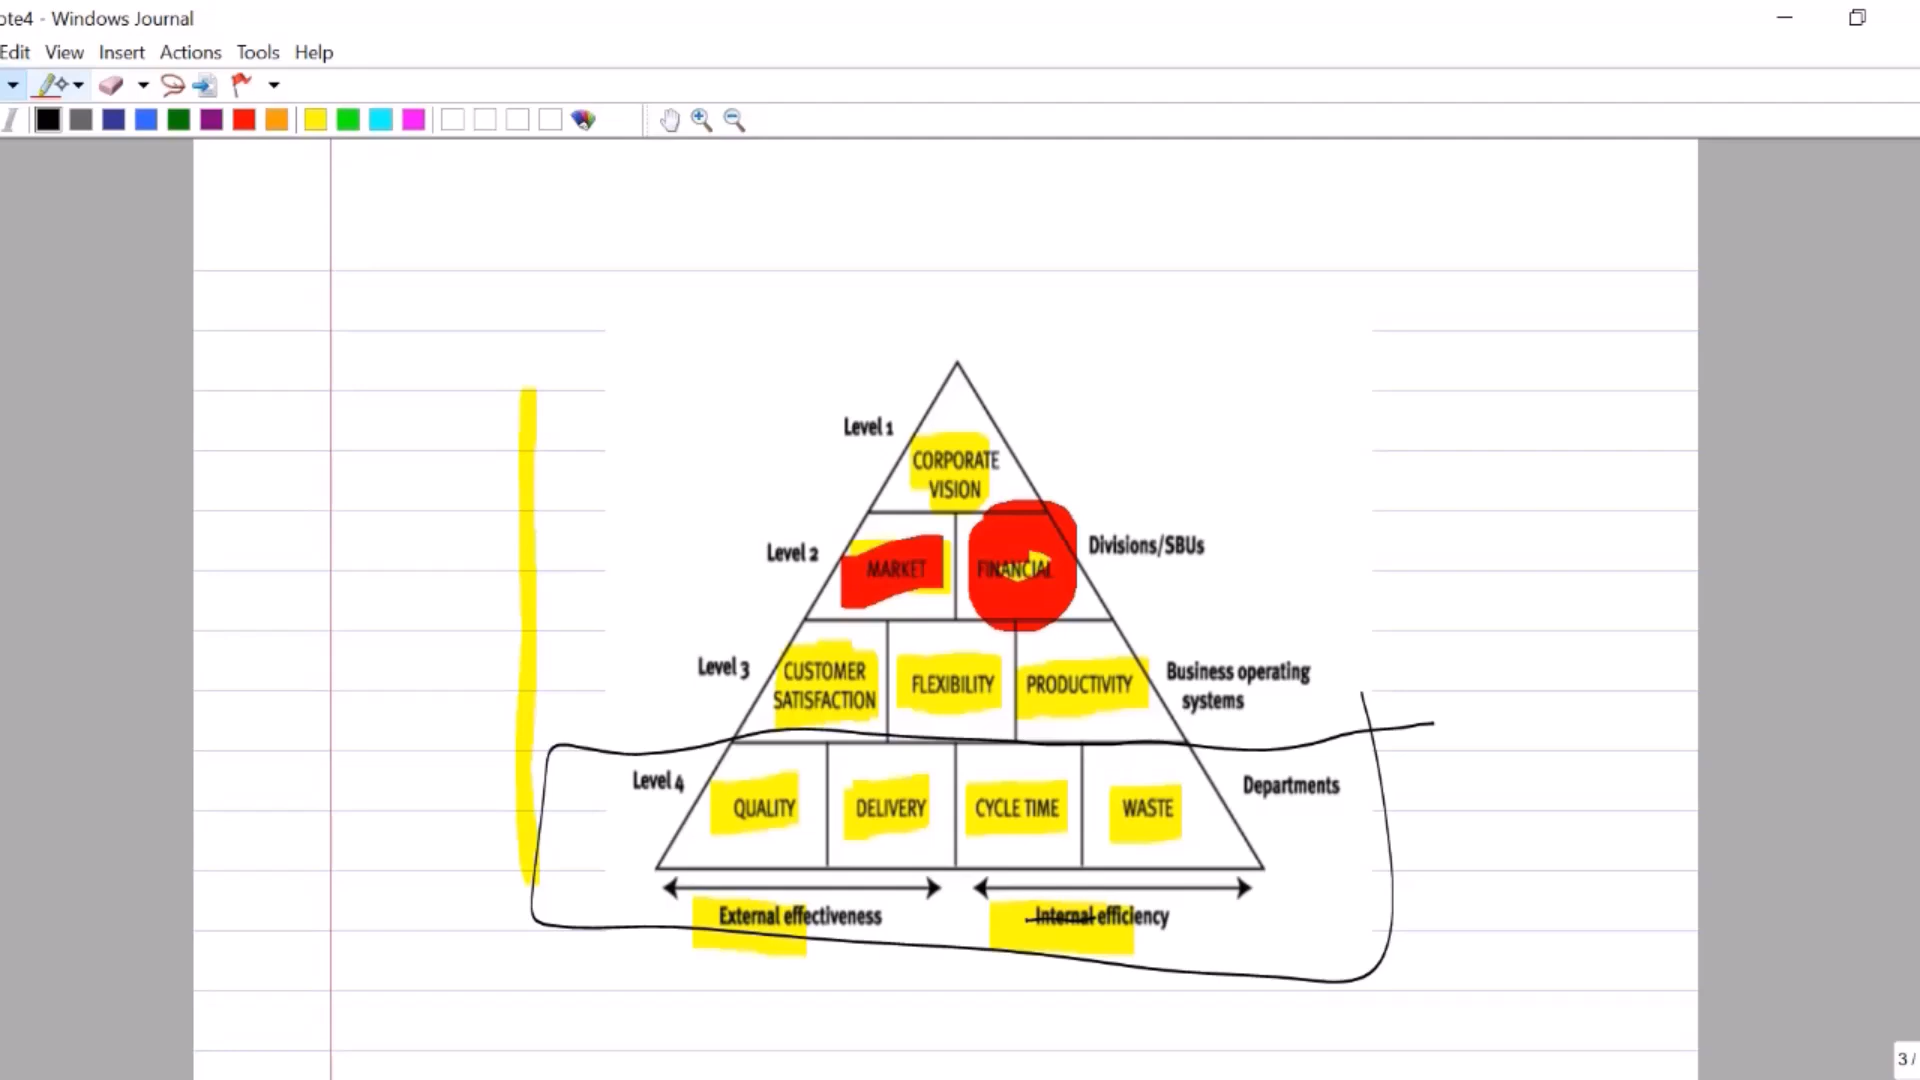 ote4 - Windows Journal
Edit View Insert Actions Tools Help
Level 1
CORPORATE
VISION
Level 2
MARKET
FINANCIAL
Divisions/SBUs
Level 3
CUSTOMER
SATISFACTION
FLEXIBILITY
PRODUCTIVITY
Business operating
systems
Level 4
QUALITY
DELIVERY
CYCLE TIME
WASTE
Departments
External effectiveness
Internal efficiency
3 /